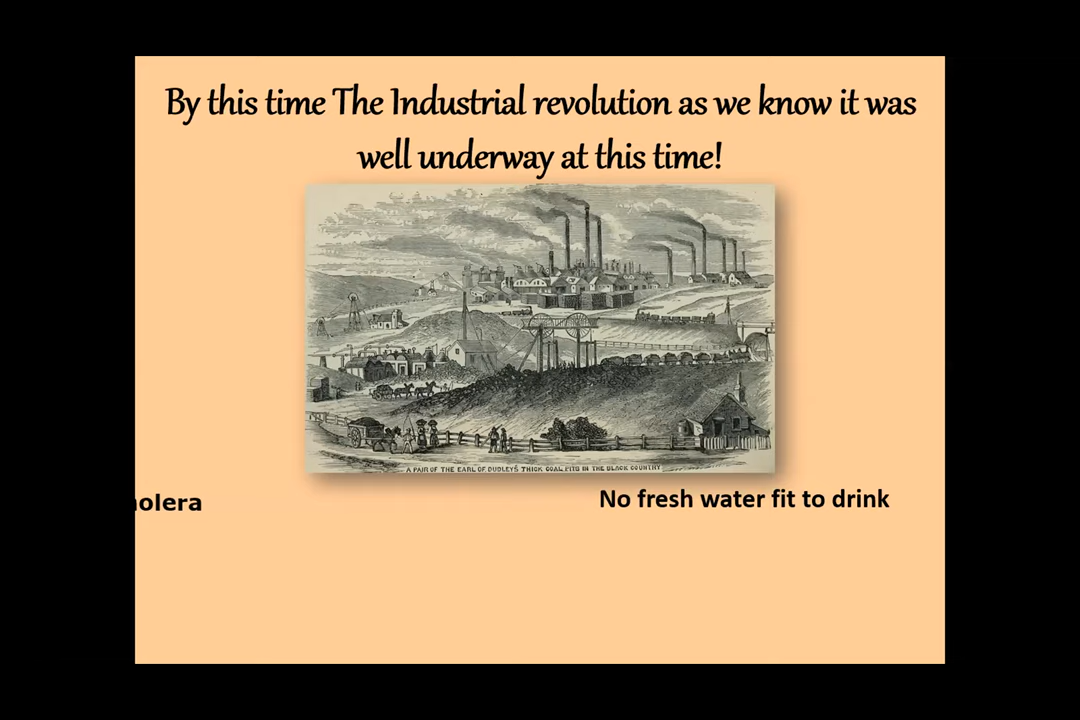 By this time The Industrial revolution as we know it was
well underway at this time!
A PAIR OF THE EARL OF DUDLEY'S THICK COAL PITS IN THE BLACK COUNTRY
holera
No fresh water fit to drink